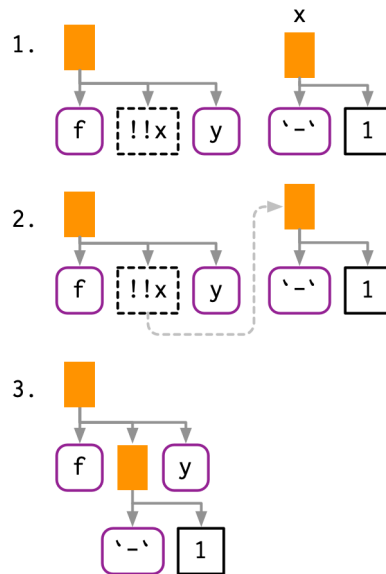 x
1.
f !!x y `-` 1
2.
f !!x y `-` 1
3.
f y
`-` 1